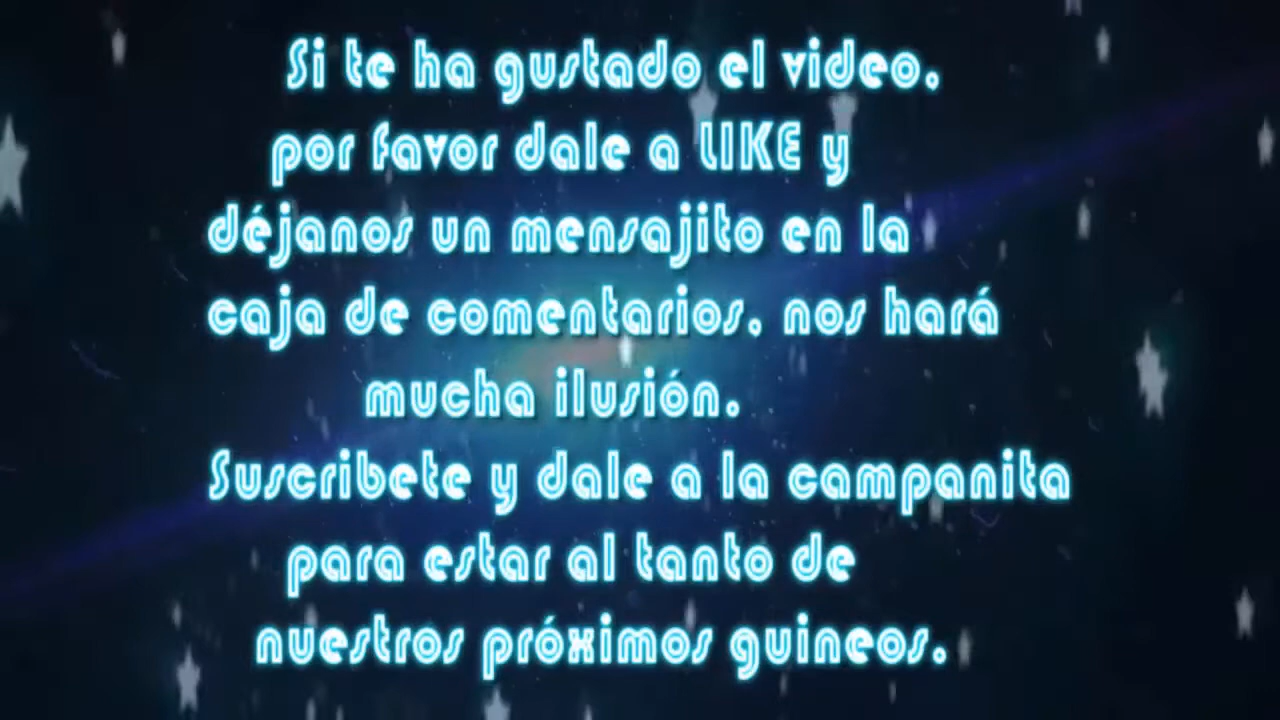 Si te ha gustado el video,
por favor dale a LIKE y
déjanos un mensajito en la
caja de comentarios, nos hará
mucha ilusión.
Suscribete y dale a la campanita
para estar al tanto de
nuestros próximos guineos.